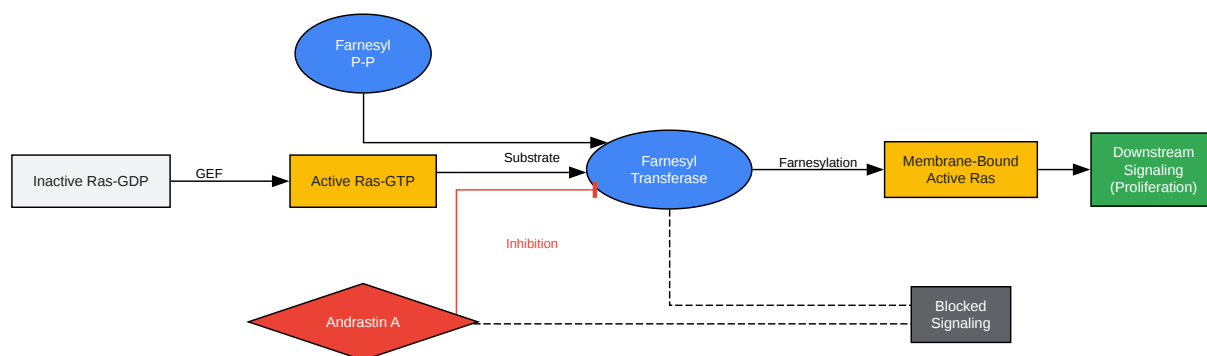 Farnesyl
P-P
Inactive Ras-GDP
GEF
Active Ras-GTP
Substrate
Farnesyl
Transferase
Farnesylation
Membrane-Bound
Active Ras
Downstream
Signaling
(Proliferation)
Inhibition
Andrastin A
Blocked
Signaling